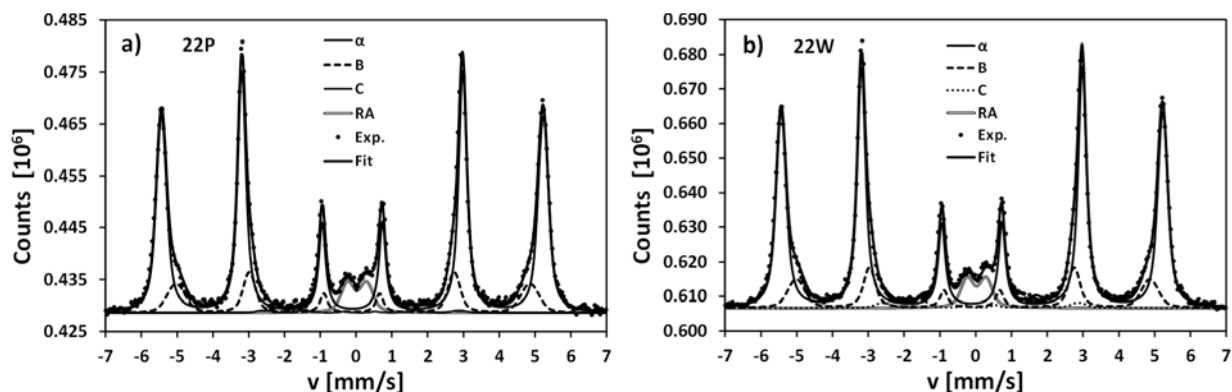 a) 22P
α
B
C
RA
Exp.
Fit
0.485
0.475
0.465
0.455
0.445
0.435
0.425
Counts [10⁶]
-7 -6 -5 -4 -3 -2 -1 0 1 2 3 4 5 6 7
v [mm/s]
b) 22W
α
B
C
RA
Exp.
Fit
0.690
0.680
0.670
0.660
0.650
0.640
0.630
0.620
0.610
0.600
Counts [10⁶]
-7 -6 -5 -4 -3 -2 -1 0 1 2 3 4 5 6 7
v [mm/s]